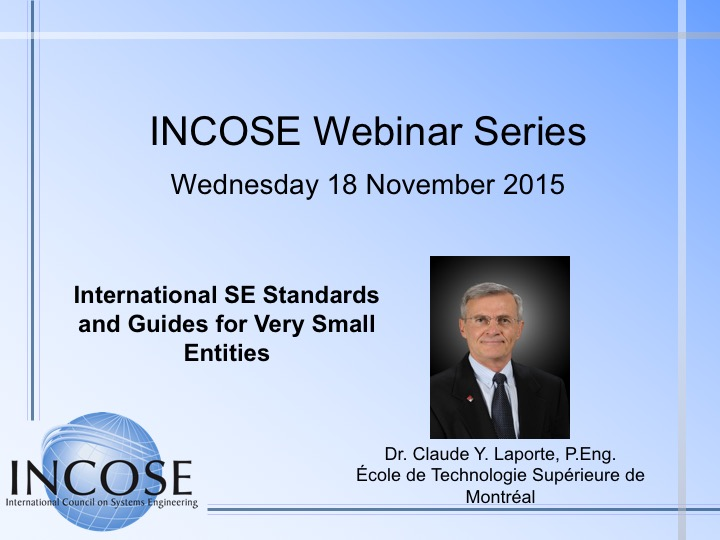 INCOSE Webinar Series
Wednesday 18 November 2015
International SE Standards
and Guides for Very Small
Entities
Dr. Claude Y. Laporte, P.Eng.
École de Technologie Supérieure de
Montréal
INCOSE
International Council on Systems Engineering